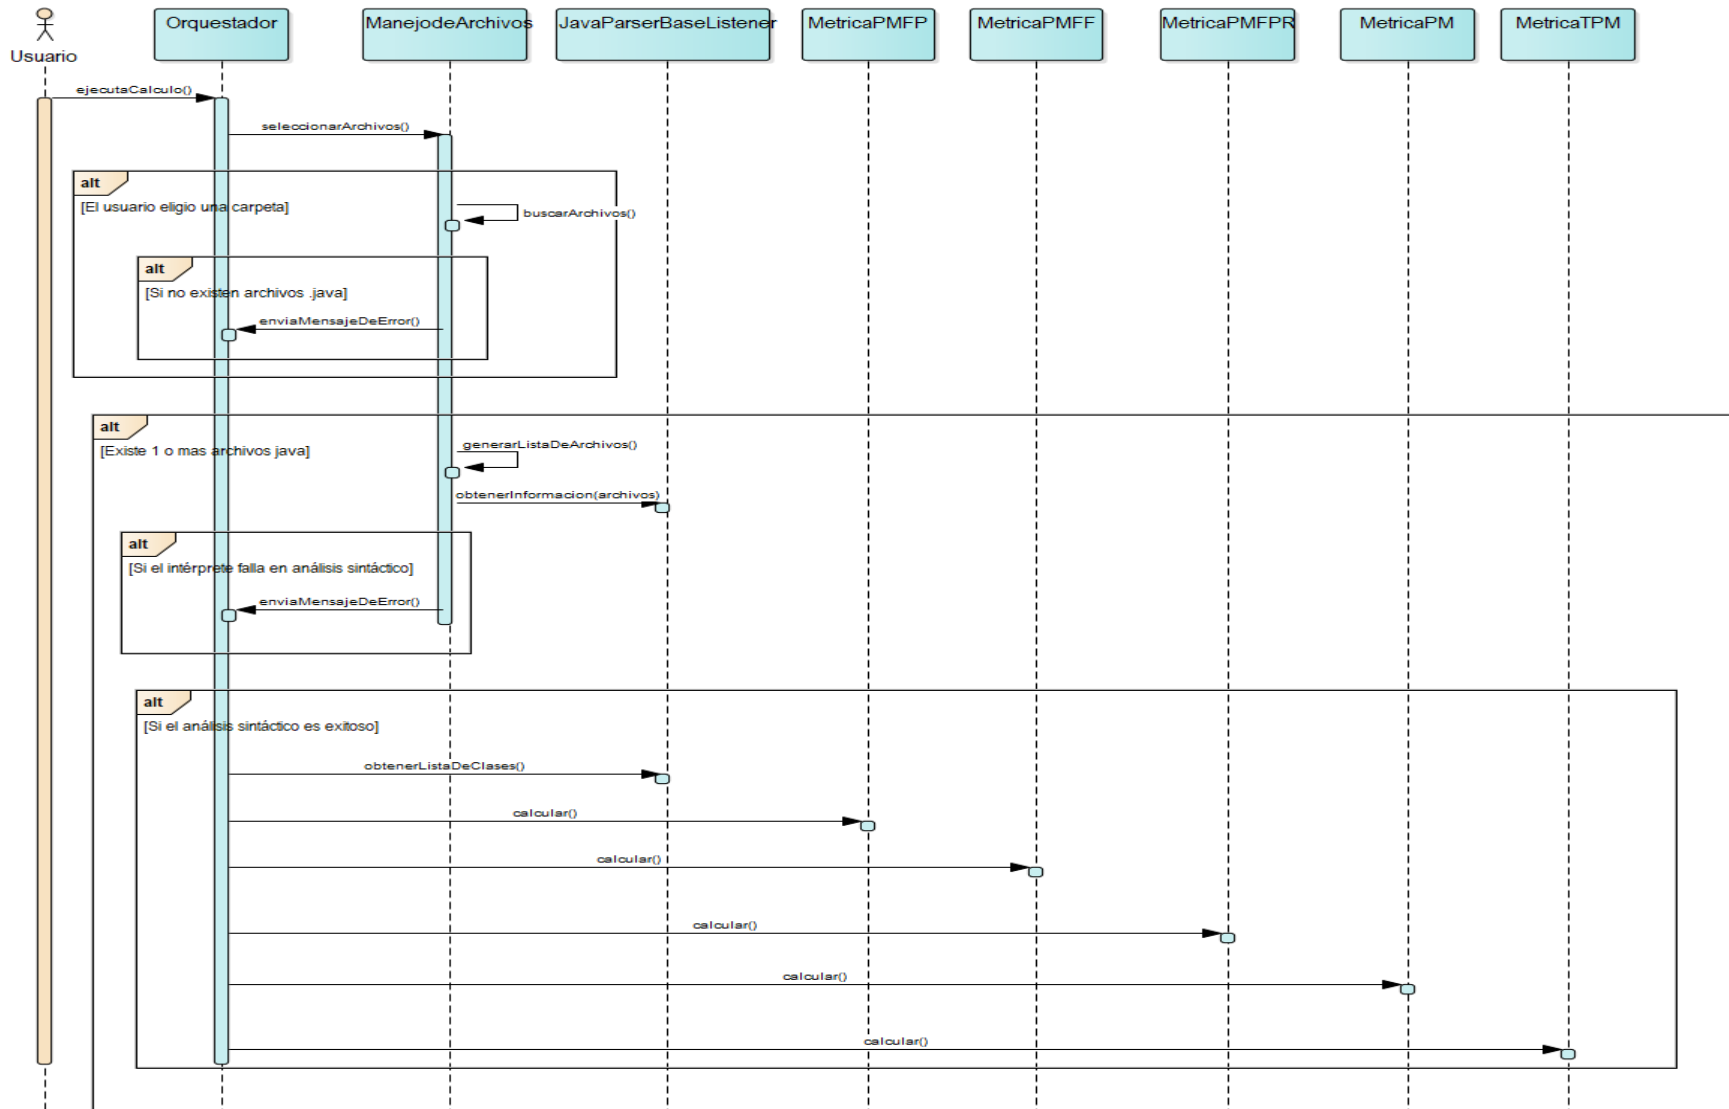 Usuario
Orquestador
ManejodeArchivos
JavaParserBaseListener
MetricaPMFP
MetricaPMFF
MetricaPMFPR
MetricaPM
MetricaTPM
ejecutaCalculo()
seleccionarArchivos()
alt
[El usuario eligio una carpeta]
buscarArchivos()
alt
[Si no existen archivos .java]
enviaMensajeDeError()
alt
[Existe 1 o mas archivos java]
generarListaDeArchivos()
obtenerInformacion(archivos)
alt
[Si el intérprete falla en análisis sintáctico]
enviaMensajeDeError()
alt
[Si el análisis sintáctico es exitoso]
obtenerListaDeClases()
calcular()
calcular()
calcular()
calcular()
calcular()